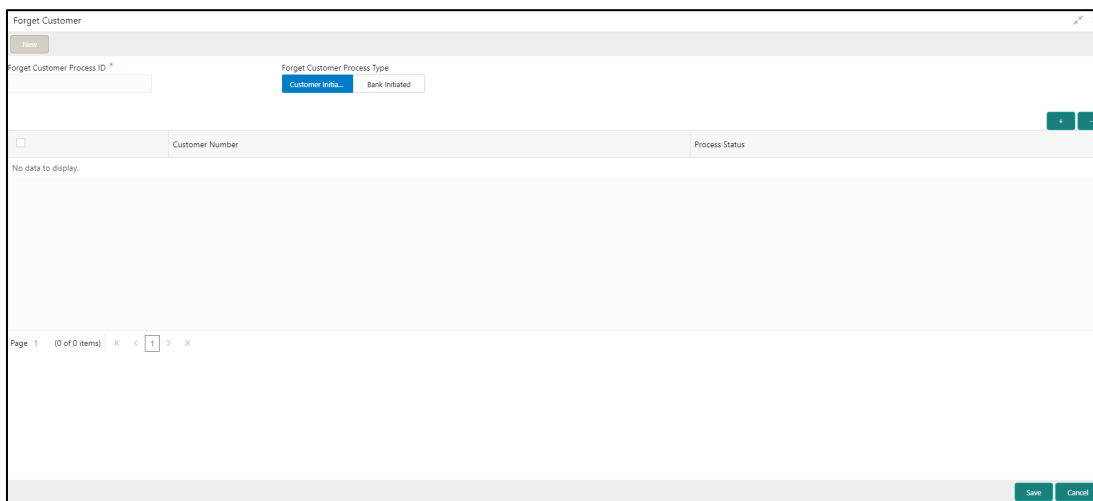 Forget Customer
New
Forget Customer Process ID *
Forget Customer Process Type
Customer Initia... Bank Initiated
+ -
Customer Number Process Status
No data to display.
Page 1 (0 of 0 items) K < 1 > >|
Save Cancel